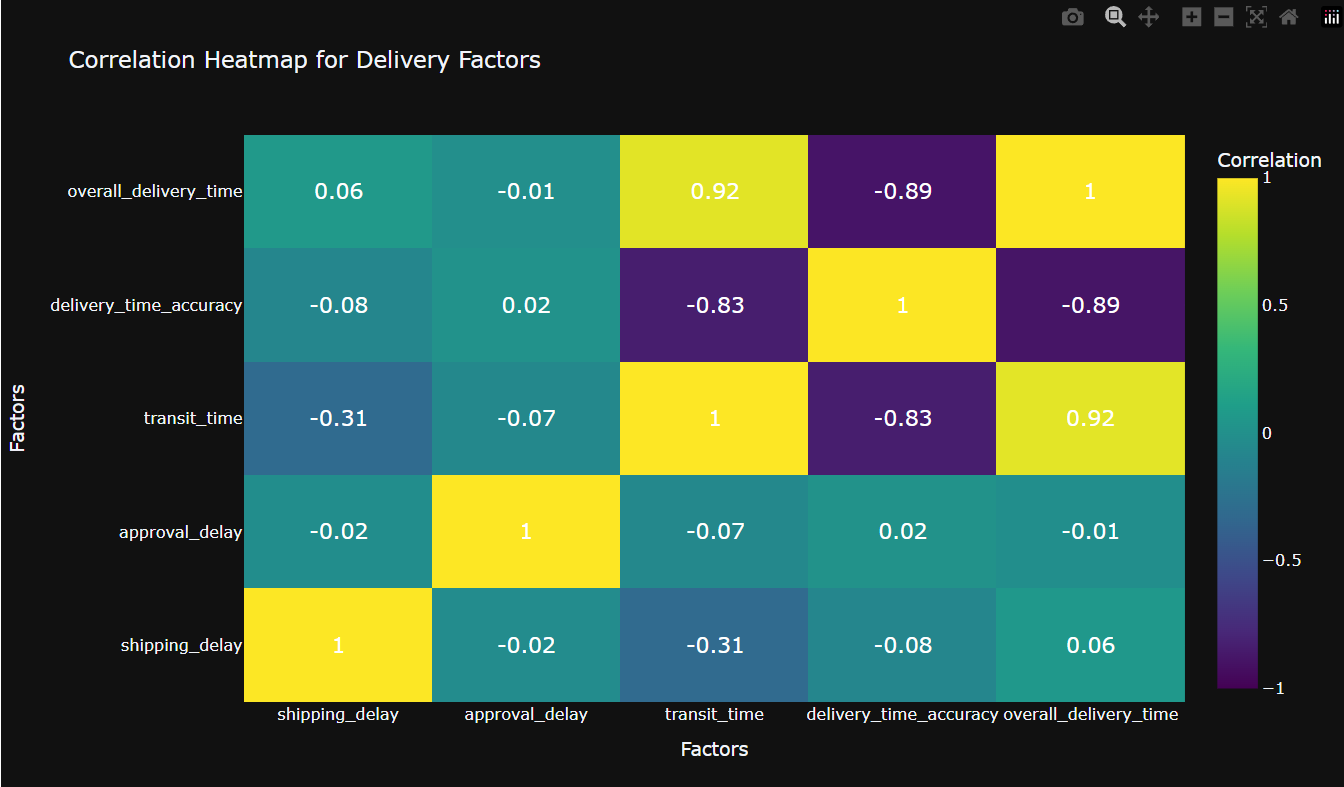 Correlation Heatmap for Delivery Factors
Correlation
1
0.5
0
−0.5
−1
Factors
overall_delivery_time 0.06 -0.01 0.92 -0.89 1
delivery_time_accuracy -0.08 0.02 -0.83 1 -0.89
transit_time -0.31 -0.07 1 -0.83 0.92
approval_delay -0.02 1 -0.07 0.02 -0.01
shipping_delay 1 -0.02 -0.31 -0.08 0.06
shipping_delay approval_delay transit_time delivery_time_accuracy overall_delivery_time
Factors